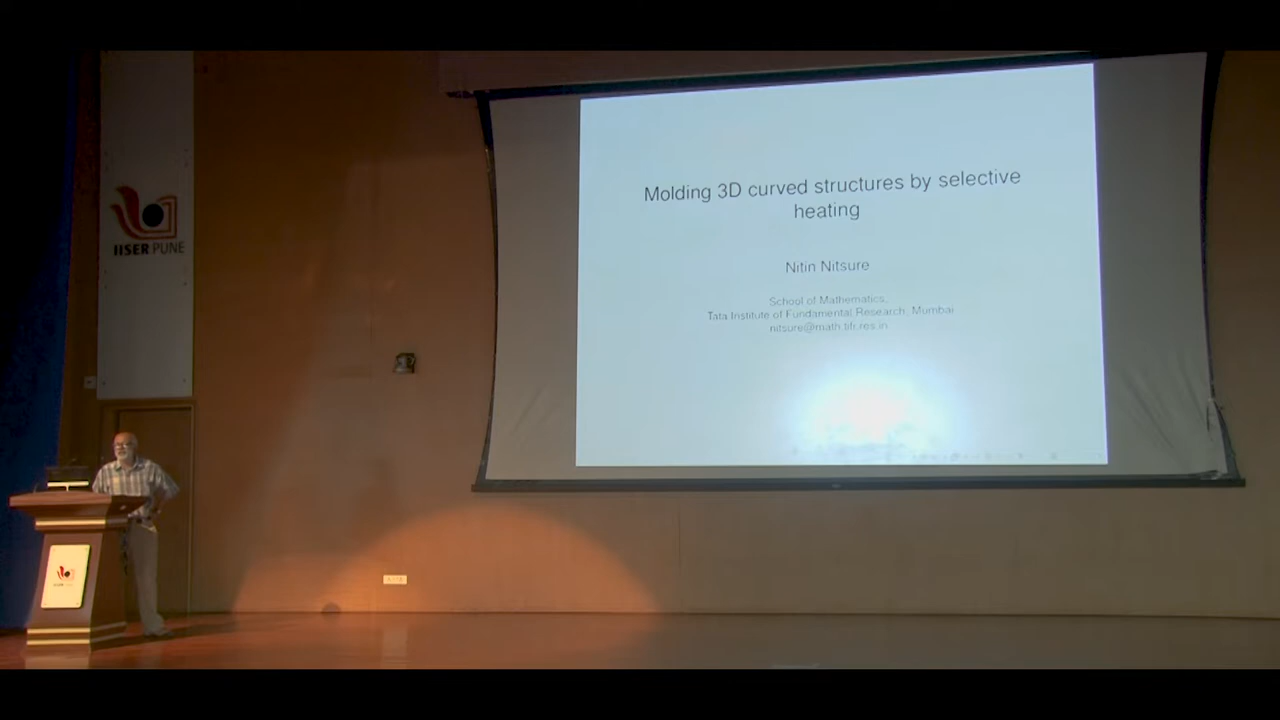 IISER PUNE
Molding 3D curved structures by selective
heating
Nitin Nitsure
School of Mathematics,
Tata Institute of Fundamental Research, Mumbai
nitsure@math.tifr.res.in